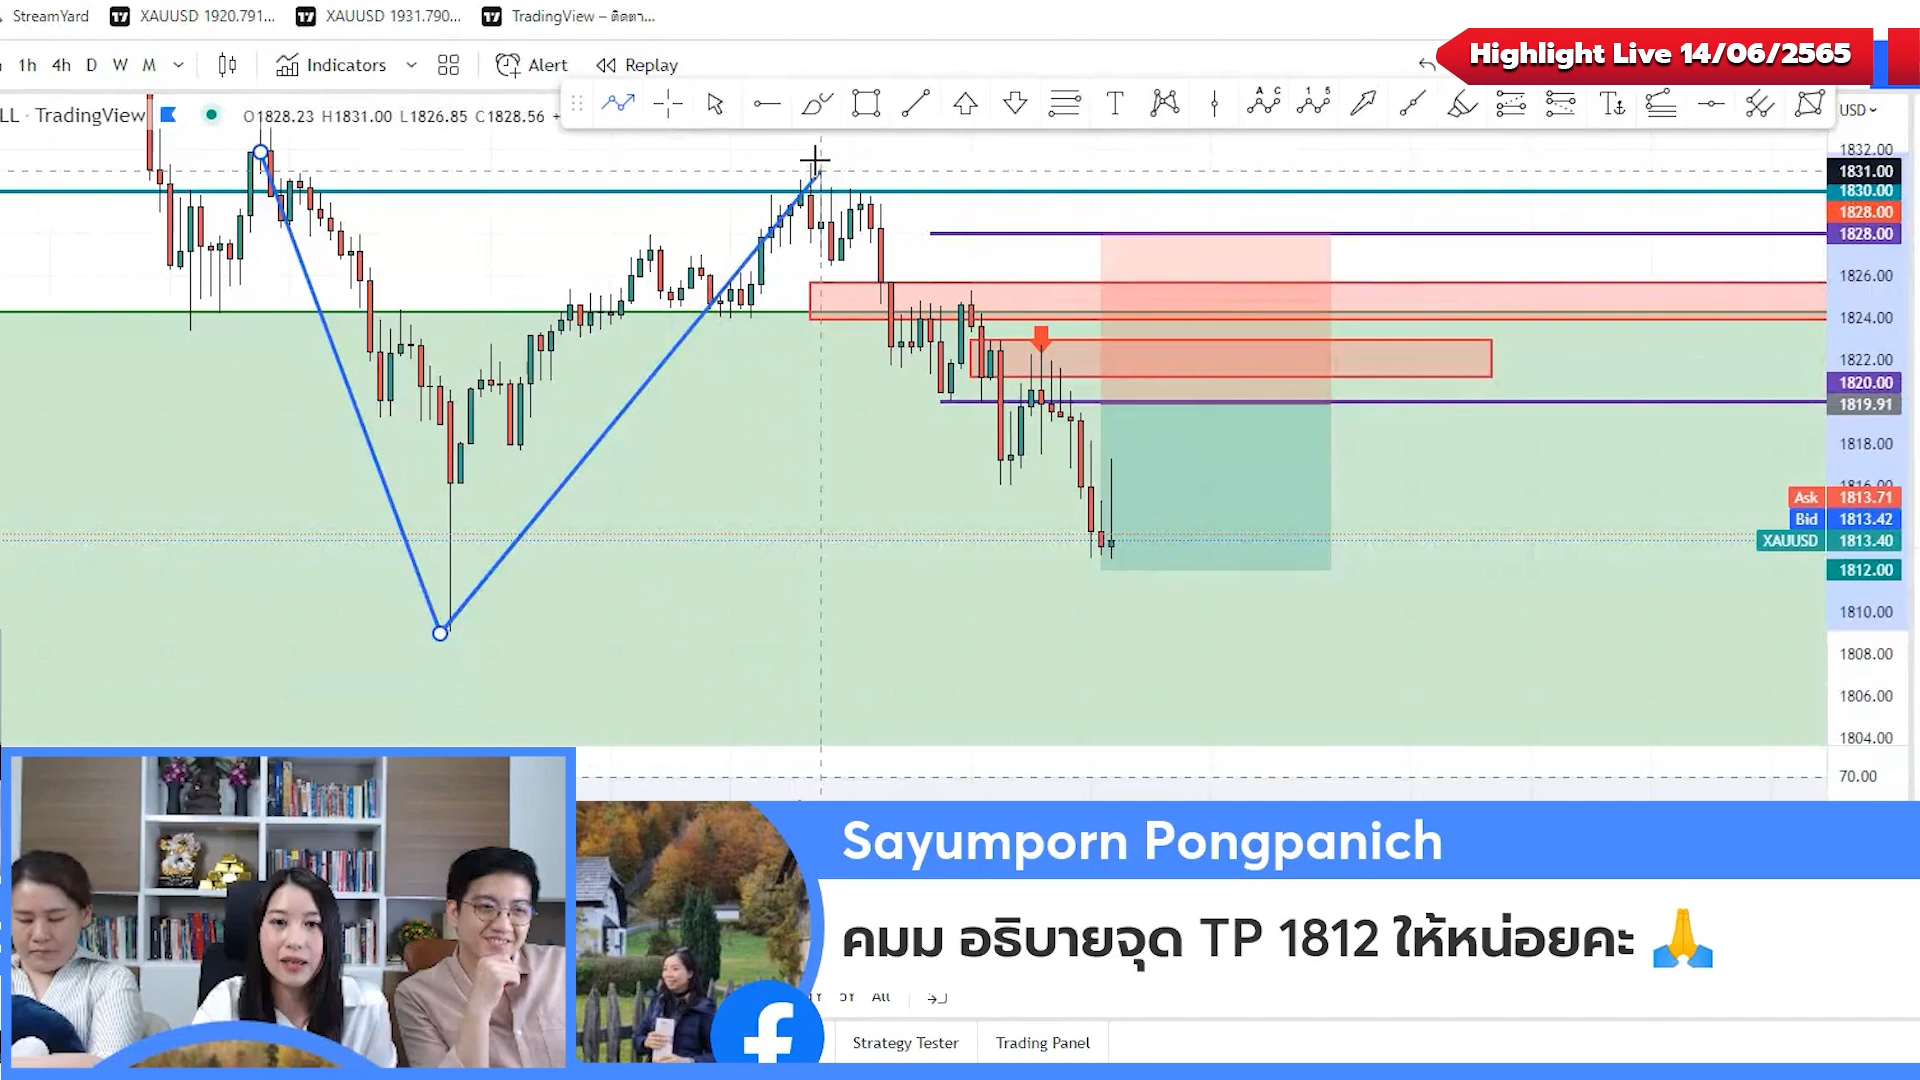 StreamYard
XAUUSD 1920.791...
XAUUSD 1931.790...
TradingView – ติดตา...
1h 4h D W M
Indicators
Alert
Replay
Highlight Live 14/06/2565
LL · TradingView
O1828.23 H1831.00 L1826.85 C1828.56
T
A C
1 5
USD
1832.00
1831.00
1830.00
1828.00
1828.00
1826.00
1824.00
1822.00
1820.00
1819.91
1818.00
1816.00
Ask 1813.71
Bid 1813.42
XAUUSD 1813.40
1812.00
1810.00
1808.00
1806.00
1804.00
70.00
Sayumporn Pongpanich
คมม อธิบายจุด TP 1812 ให้หน่อยคะ 🙏
All
Strategy Tester
Trading Panel